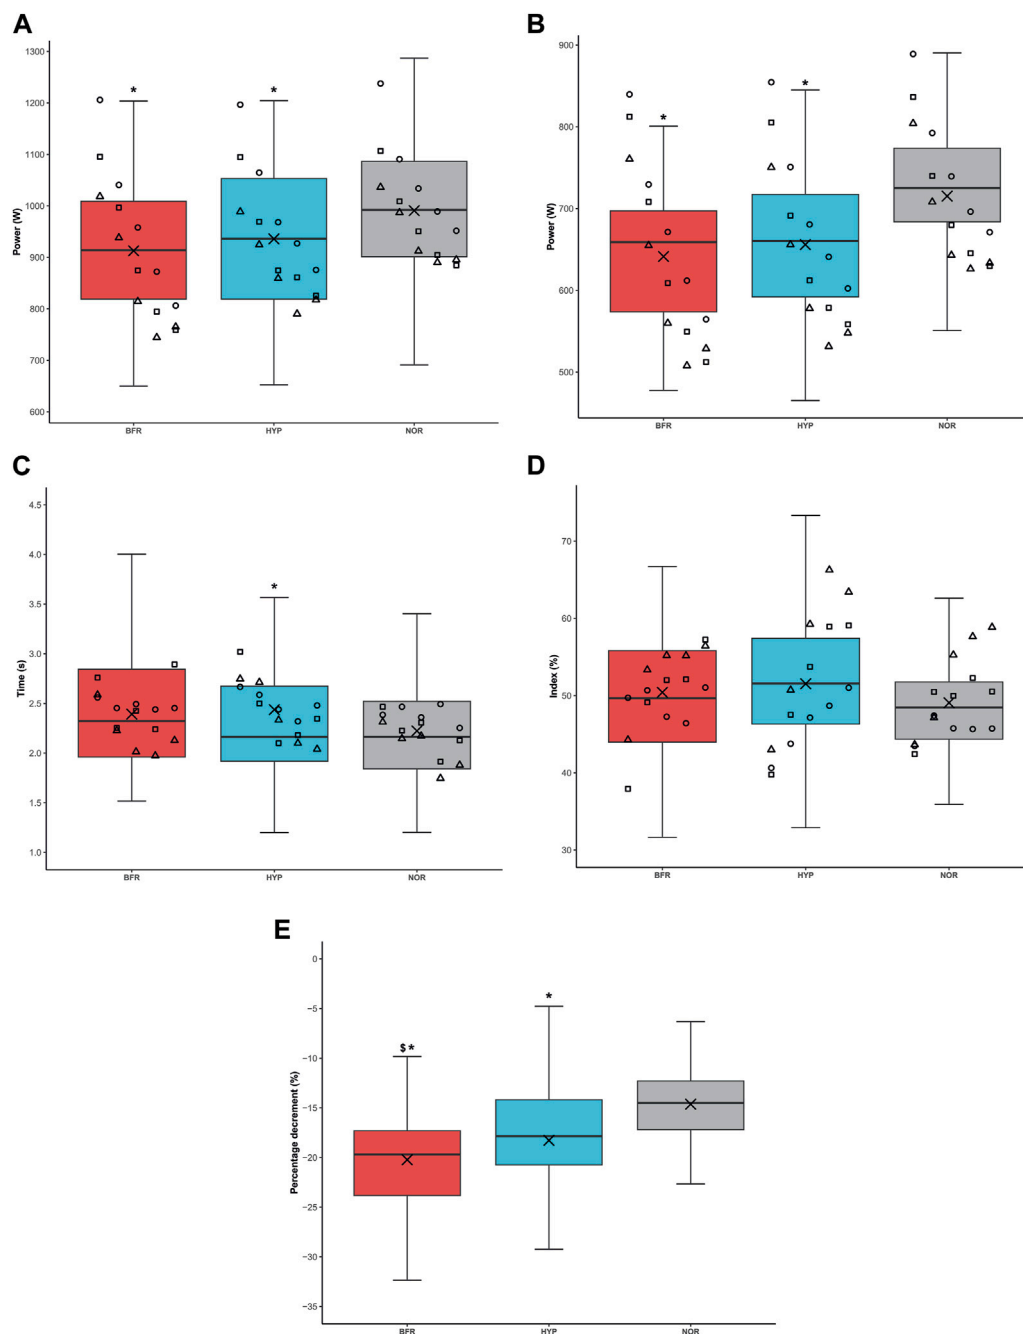 A
Power (W)
1300
1200
1100
1000
900
800
700
600
*
*
BFR
HYP
NOR
B
Power (W)
900
800
700
600
500
*
*
BFR
HYP
NOR
C
Time (s)
4.5
4.0
3.5
3.0
2.5
2.0
1.5
1.0
*
BFR
HYP
NOR
D
Index (%)
70
60
50
40
30
BFR
HYP
NOR
E
Percentage decrement (%)
0
−5
−10
−15
−20
−25
−30
−35
$ *
*
BFR
HYP
NOR